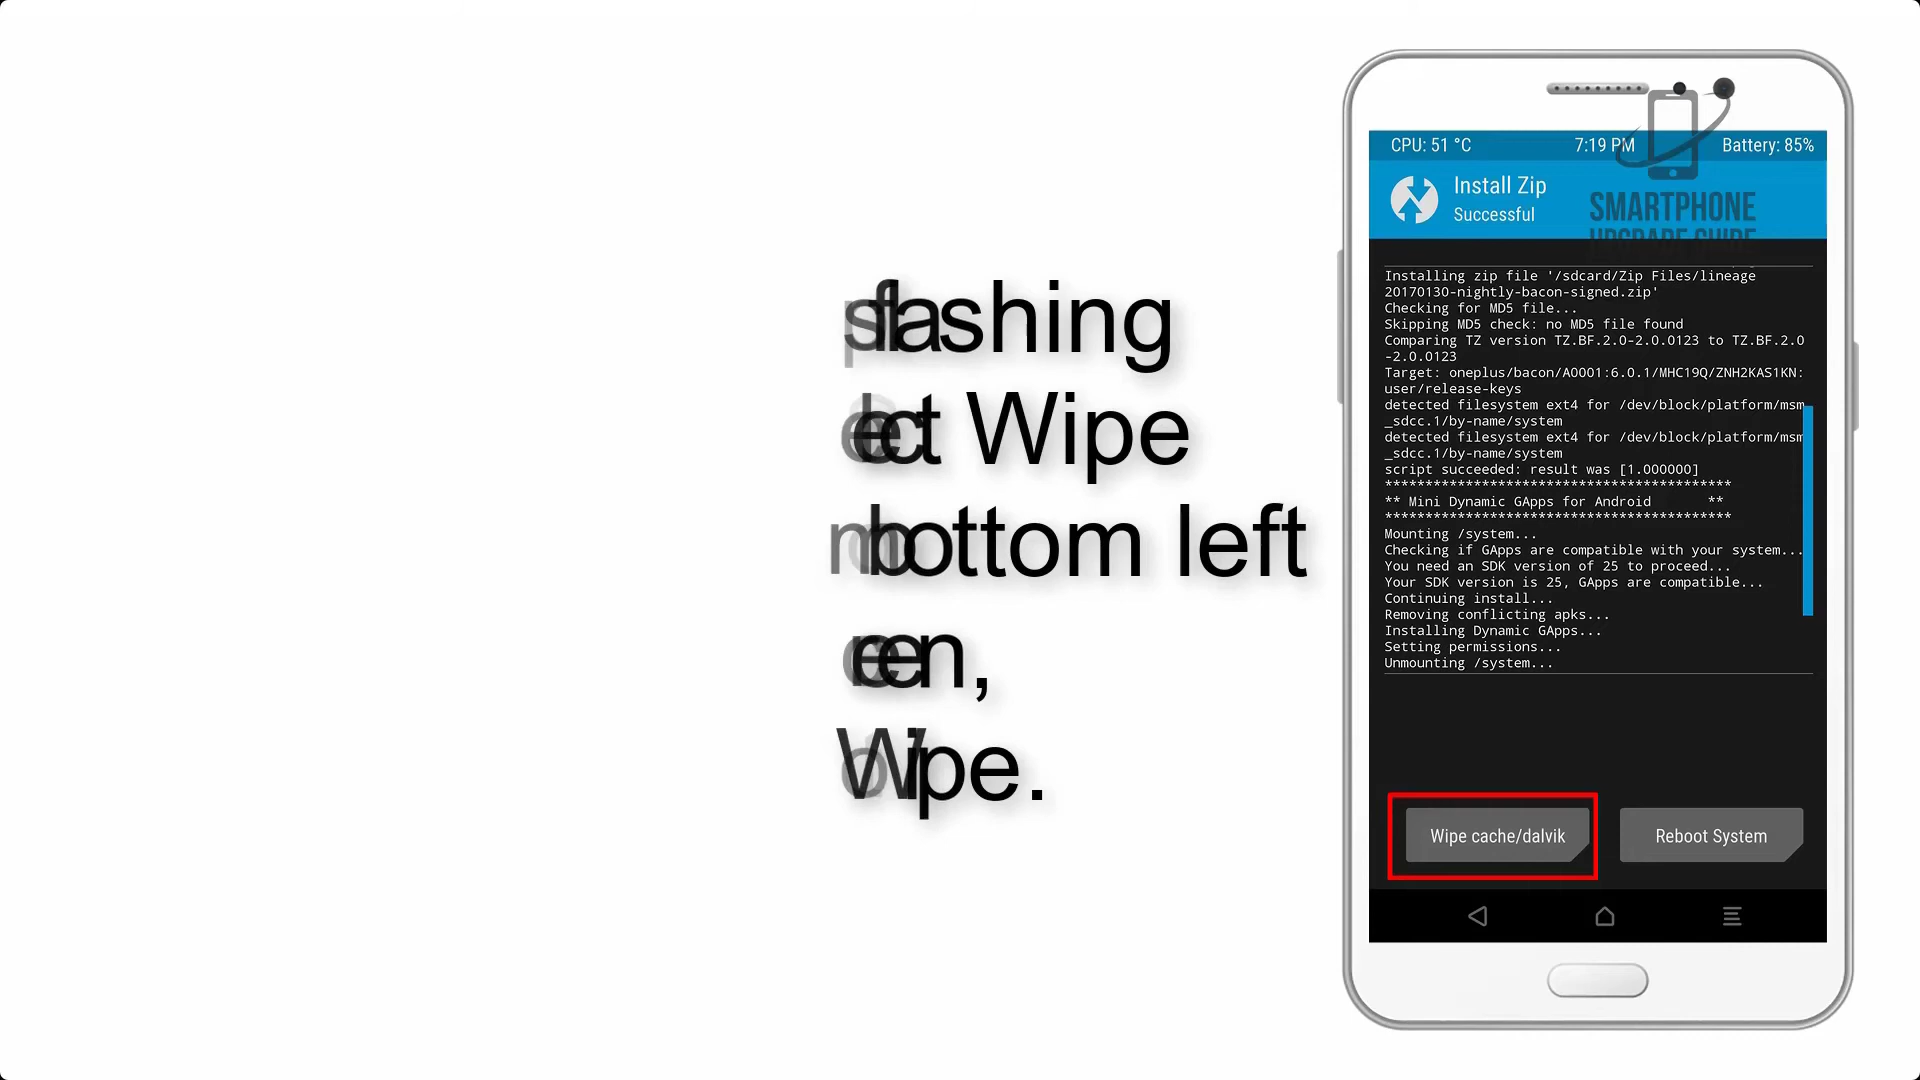 flashing
Wipe
bottom left
Wipe.
CPU: 51 °C 7:19 PM Battery: 85%
Install Zip
Successful
SMARTPHONE
UPGRADE GUIDE
Installing zip file '/sdcard/Zip Files/lineage
20170130-nightly-bacon-signed.zip'
Checking for MD5 file...
Skipping MD5 check: no MD5 file found
Comparing TZ version TZ.BF.2.0-2.0.0123 to TZ.BF.2.0
-2.0.0123
Target: oneplus/bacon/A0001:6.0.1/MHC19Q/ZNH2KAS1KN:
user/release-keys
detected filesystem ext4 for /dev/block/platform/msm
_sdcc.1/by-name/system
detected filesystem ext4 for /dev/block/platform/msm
_sdcc.1/by-name/system
script succeeded: result was [1.000000]
*******************************************
** Mini Dynamic GApps for Android **
*******************************************
Mounting /system...
Checking if GApps are compatible with your system...
You need an SDK version of 25 to proceed...
Your SDK version is 25, GApps are compatible...
Continuing install...
Removing conflicting apks...
Installing Dynamic GApps...
Setting permissions...
Unmounting /system...
Wipe cache/dalvik Reboot System